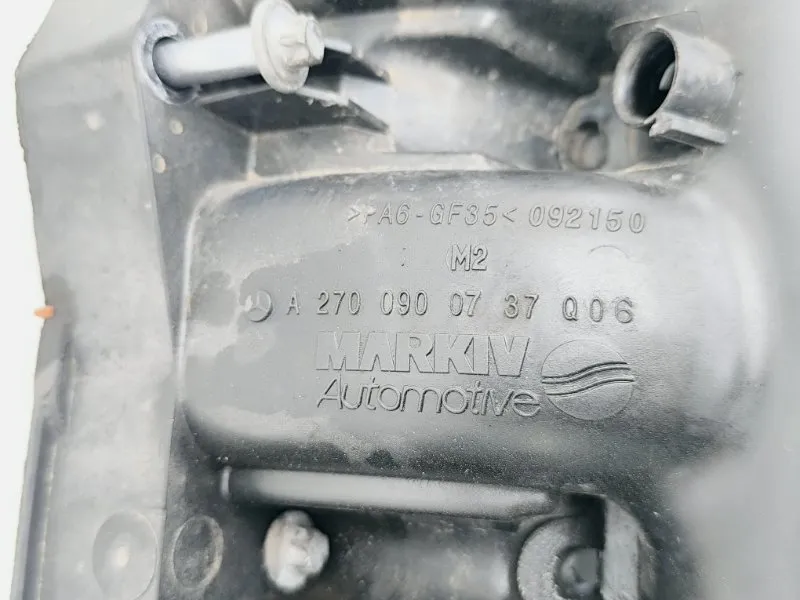 >PA6-GF35< 092150
M2
A 270 090 07 37 Q06
MARKIV
Automotive